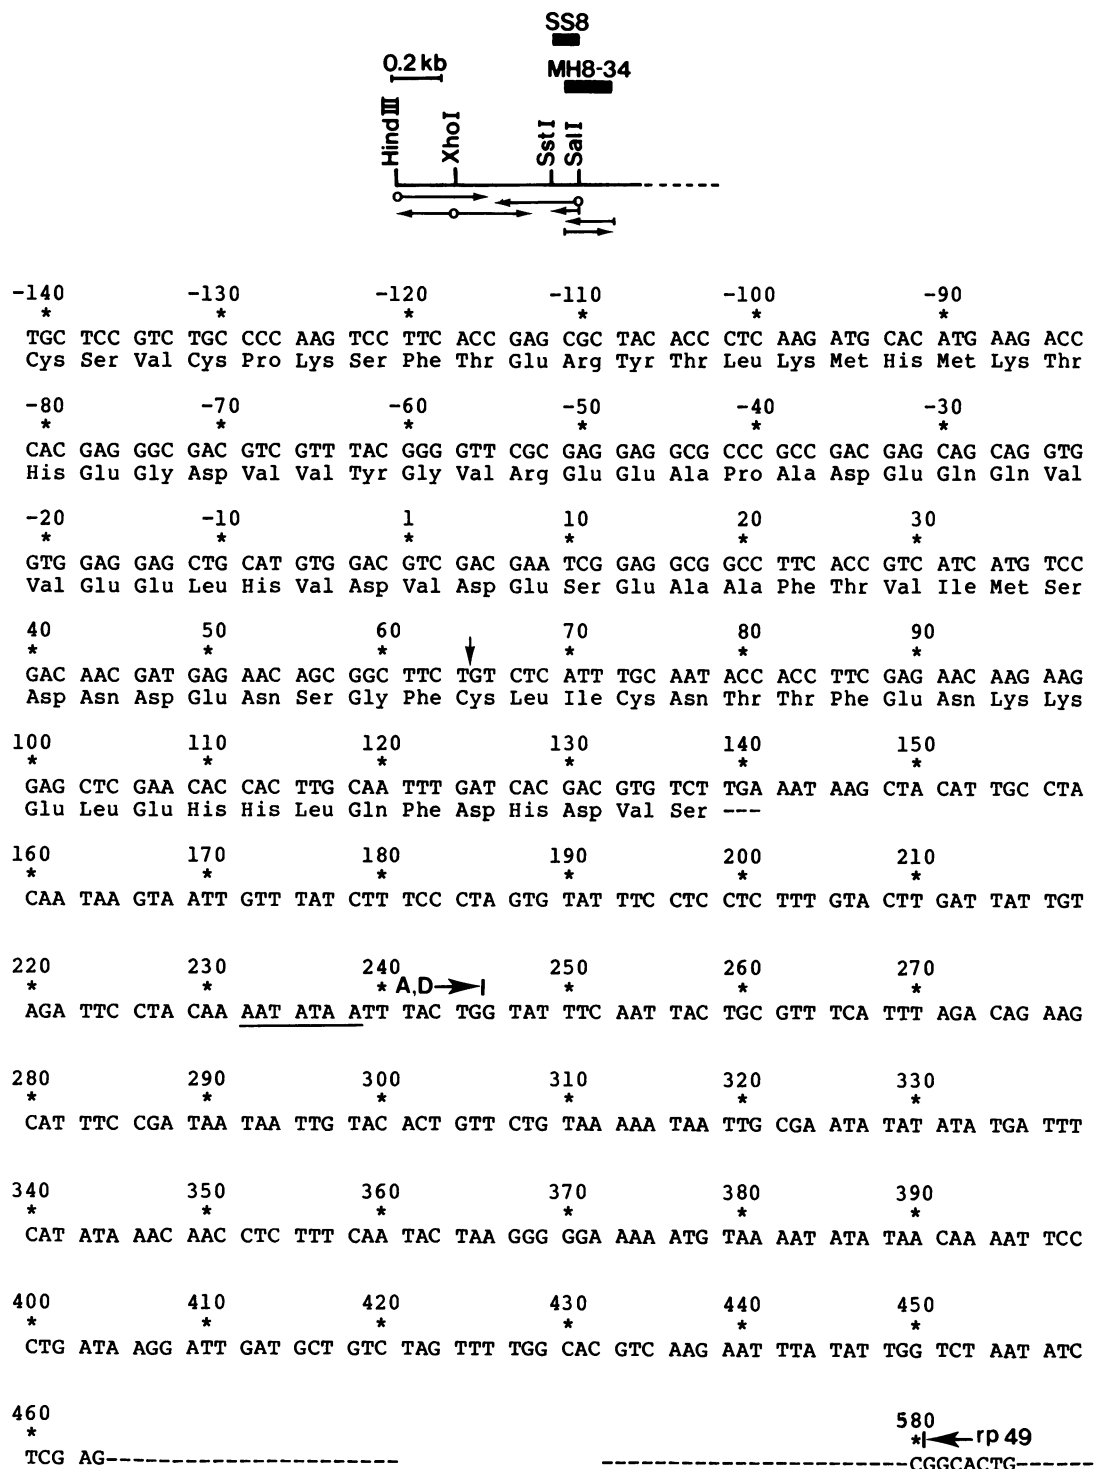 SS8
0.2 kb
MH8-34
HindIII
XhoI
SstI
SalI
-140 -130 -120 -110 -100 -90
* * * * * *
TGC TCC GTC TGC CCC AAG TCC TTC ACC GAG CGC TAC ACC CTC AAG ATG CAC ATG AAG ACC
Cys Ser Val Cys Pro Lys Ser Phe Thr Glu Arg Tyr Thr Leu Lys Met His Met Lys Thr
-80 -70 -60 -50 -40 -30
* * * * * *
CAC GAG GGC GAC GTC GTT TAC GGG GTT CGC GAG GAG GCG CCC GCC GAC GAG CAG CAG GTG
His Glu Gly Asp Val Val Tyr Gly Val Arg Glu Glu Ala Pro Ala Asp Glu Gln Gln Val
-20 -10 1 10 20 30
* * * * * *
GTG GAG GAG CTG CAT GTG GAC GTC GAC GAA TCG GAG GCG GCC TTC ACC GTC ATC ATG TCC
Val Glu Glu Leu His Val Asp Val Asp Glu Ser Glu Ala Ala Phe Thr Val Ile Met Ser
40 50 60 70 80 90
* * * * * *
GAC AAC GAT GAG AAC AGC GGC TTC TGT CTC ATT TGC AAT ACC ACC TTC GAG AAC AAG AAG
Asp Asn Asp Glu Asn Ser Gly Phe Cys Leu Ile Cys Asn Thr Thr Phe Glu Asn Lys Lys
100 110 120 130 140 150
* * * * * *
GAG CTC GAA CAC CAC TTG CAA TTT GAT CAC GAC GTG TCT TGA AAT AAG CTA CAT TGC CTA
Glu Leu Glu His His Leu Gln Phe Asp His Asp Val Ser ---
160 170 180 190 200 210
* * * * * *
CAA TAA GTA ATT GTT TAT CTT TCC CTA GTG TAT TTC CTC CTC TTT GTA CTT GAT TAT TGT
220 230 240 250 260 270
* * * A,D→| * * *
AGA TTC CTA CAA AAT ATA ATT TAC TGG TAT TTC AAT TAC TGC GTT TCA TTT AGA CAG AAG
280 290 300 310 320 330
* * * * * *
CAT TTC CGA TAA TAA TTG TAC ACT GTT CTG TAA AAA TAA TTG CGA ATA TAT ATA TGA TTT
340 350 360 370 380 390
* * * * * *
CAT ATA AAC AAC CTC TTT CAA TAC TAA GGG GGA AAA ATG TAA AAT ATA TAA CAA AAT TCC
400 410 420 430 440 450
* * * * * *
CTG ATA AGG ATT GAT GCT GTC TAG TTT TGG CAC GTC AAG AAT TTA TAT TGG TCT AAT ATC
460 580
* *|← rp 49
TCG AG-------------------- ---------------------CGGCACTG------